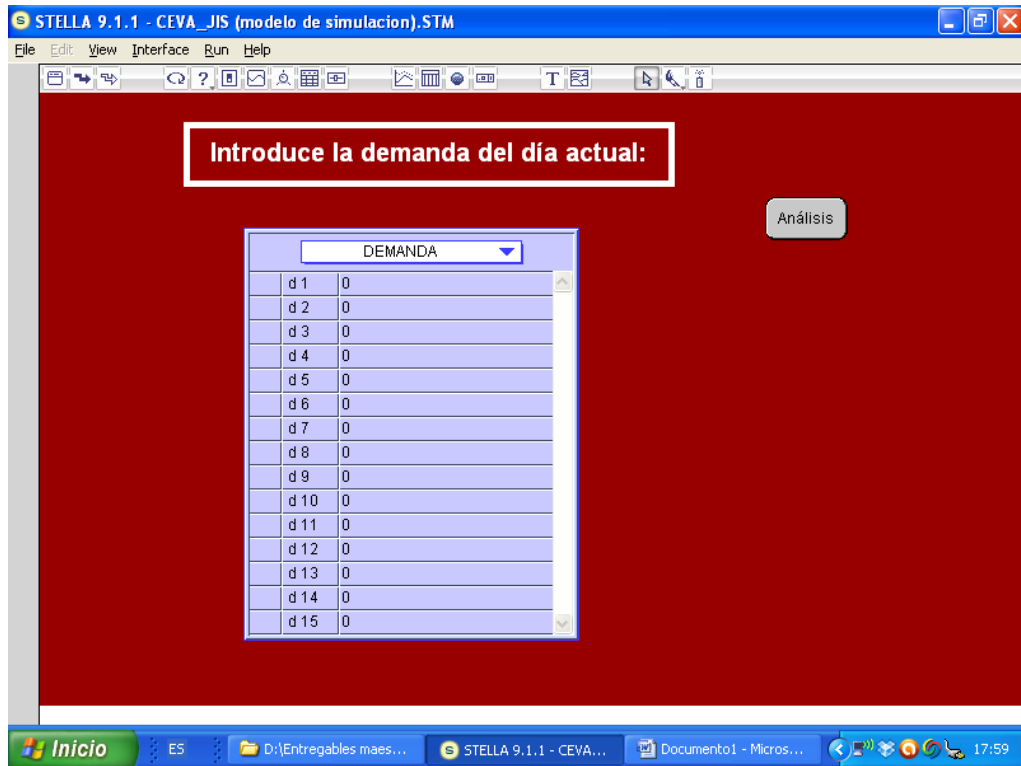 STELLA 9.1.1 - CEVA_JIS (modelo de simulacion).STM
File Edit View Interface Run Help
Introduce la demanda del día actual:
Análisis
DEMANDA
d 1 0
d 2 0
d 3 0
d 4 0
d 5 0
d 6 0
d 7 0
d 8 0
d 9 0
d 10 0
d 11 0
d 12 0
d 13 0
d 14 0
d 15 0
Inicio ES D:\Entregables maes... STELLA 9.1.1 - CEVA... Documento1 - Micros... 17:59